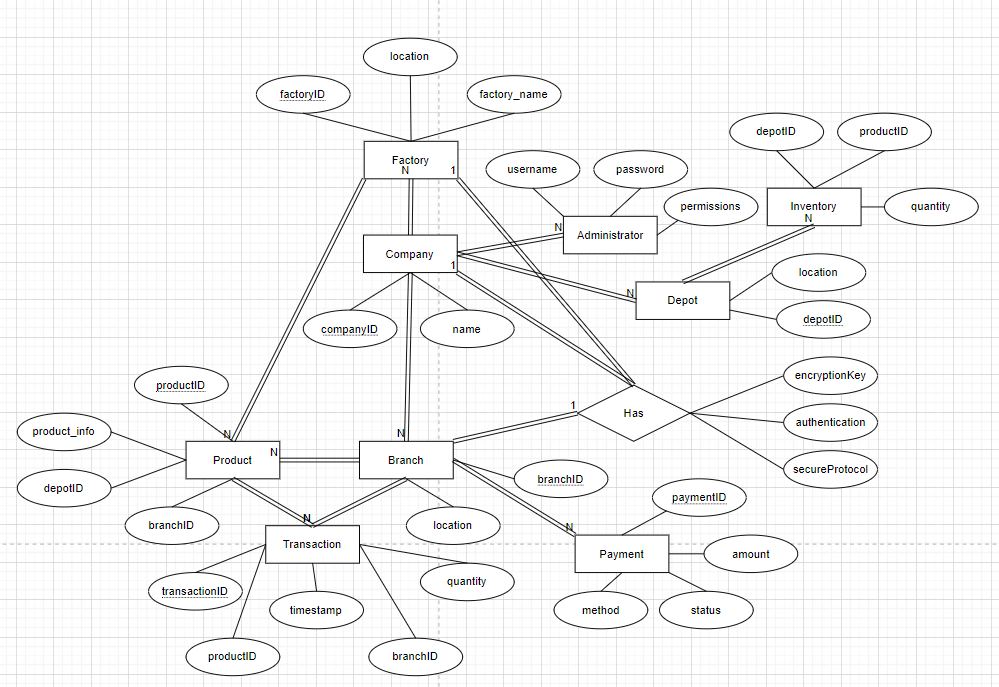 location
factoryID
factory_name
depotID
productID
Factory
N
1
username
password
permissions
Inventory
N
quantity
N
Administrator
Company
1
location
N
Depot
depotID
companyID
name
productID
encryptionKey
1
Has
authentication
product_info
N
N
N
Product
Branch
secureProtocol
depotID
branchID
paymentID
branchID
location
N
N
Transaction
Payment
amount
transactionID
quantity
timestamp
method
status
productID
branchID